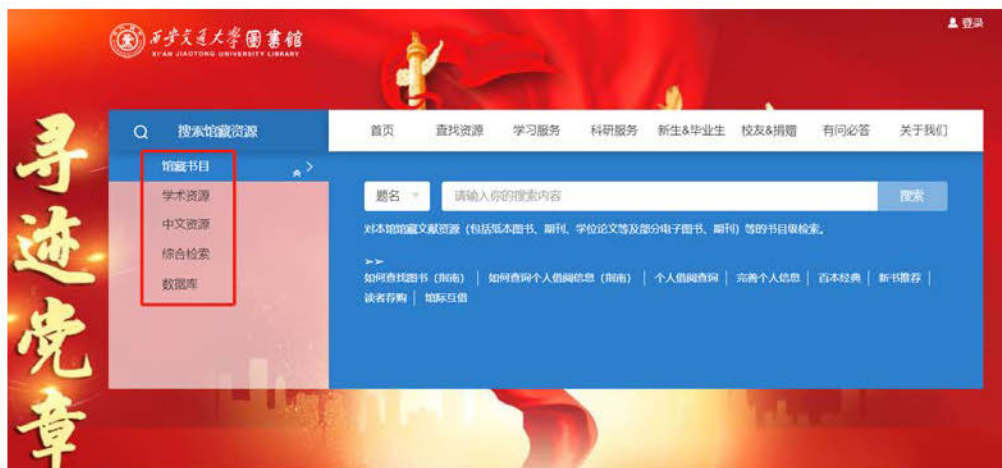 登录
西安交通大学圖書館
XI'AN JIAOTONG UNIVERSITY LIBRARY
寻迹党章
搜索馆藏资源
首页 查找资源 学习服务 科研服务 新生&毕业生 校友&捐赠 有问必答 关于我们
馆藏书目
学术资源
中文资源
综合检索
数据库
题名 请输入你的搜索内容 搜索
对本馆馆藏文献资源（包括纸本图书、期刊、学位论文等及部分电子图书、期刊）等的书目级检索。
>>
如何查找图书（指南） | 如何查询个人借阅信息（指南） | 个人借阅查询 | 完善个人信息 | 百本经典 | 新书推荐 |
读者荐购 | 馆际互借